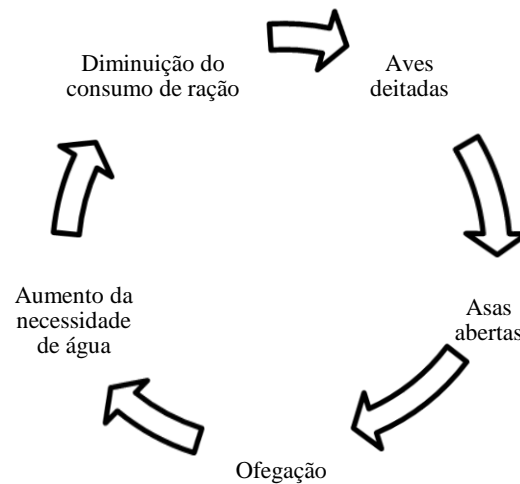 Diminuição do
consumo de ração
Aves
deitadas
Asas
abertas
Ofegação
Aumento da
necessidade
de água